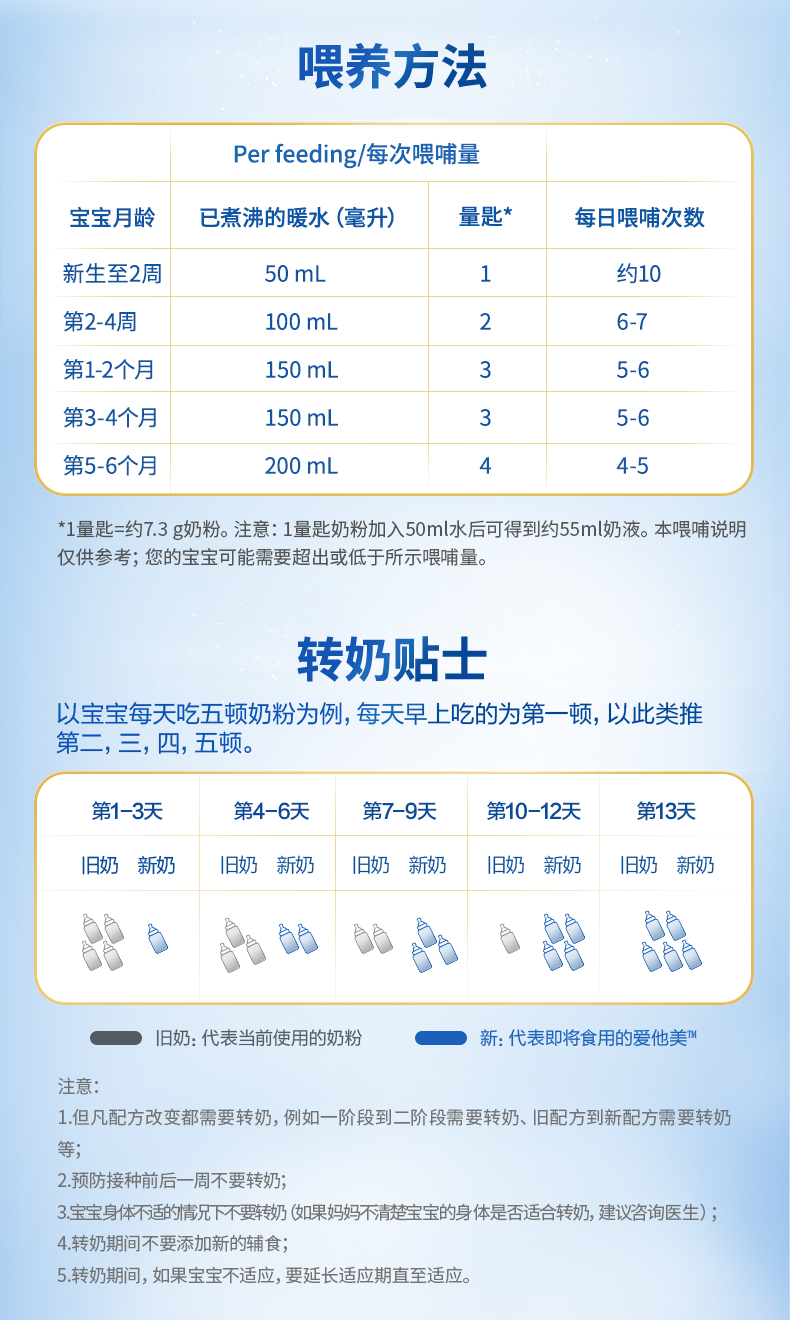 喂养方法
Per feeding/每次喂哺量
宝宝月龄 已煮沸的暖水（毫升） 量匙* 每日喂哺次数
新生至2周 50 mL 1 约10
第2-4周 100 mL 2 6-7
第1-2个月 150 mL 3 5-6
第3-4个月 150 mL 3 5-6
第5-6个月 200 mL 4 4-5
*1量匙=约7.3 g奶粉。注意：1量匙奶粉加入50ml水后可得到约55ml奶液。本喂哺说明
仅供参考；您的宝宝可能需要超出或低于所示喂哺量。
转奶贴士
以宝宝每天吃五顿奶粉为例，每天早上吃的为第一顿，以此类推
第二，三，四，五顿。
第1-3天 第4-6天 第7-9天 第10-12天 第13天
旧奶 新奶 旧奶 新奶 旧奶 新奶 旧奶 新奶 旧奶 新奶
旧奶：代表当前使用的奶粉 新：代表即将食用的爱他美™
注意：
1.但凡配方改变都需要转奶，例如一阶段到二阶段需要转奶、旧配方到新配方需要转奶
等；
2.预防接种前后一周不要转奶；
3.宝宝身体不适的情况下不要转奶（如果妈妈不清楚宝宝的身体是否适合转奶，建议咨询医生）；
4.转奶期间不要添加新的辅食；
5.转奶期间，如果宝宝不适应，要延长适应期直至适应。